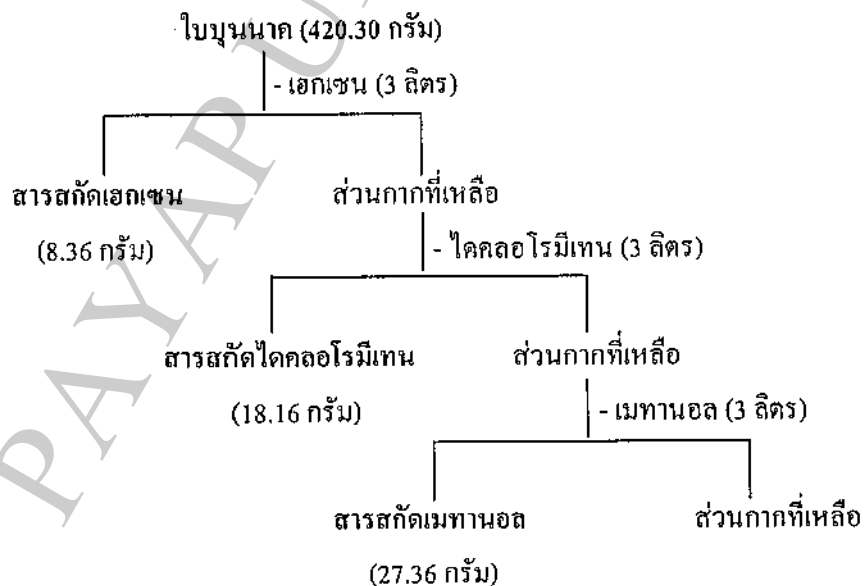 ใบบุนนาค (420.30 กรัม)
- เฮกเซน (3 ลิตร)
สารสกัดเฮกเซน
ส่วนกากที่เหลือ
(8.36 กรัม)
- ไดคลอโรมีเทน (3 ลิตร)
สารสกัดไดคลอโรมีเทน
ส่วนกากที่เหลือ
(18.16 กรัม)
- เมทานอล (3 ลิตร)
สารสกัดเมทานอล
ส่วนกากที่เหลือ
(27.36 กรัม)
PAYAP U